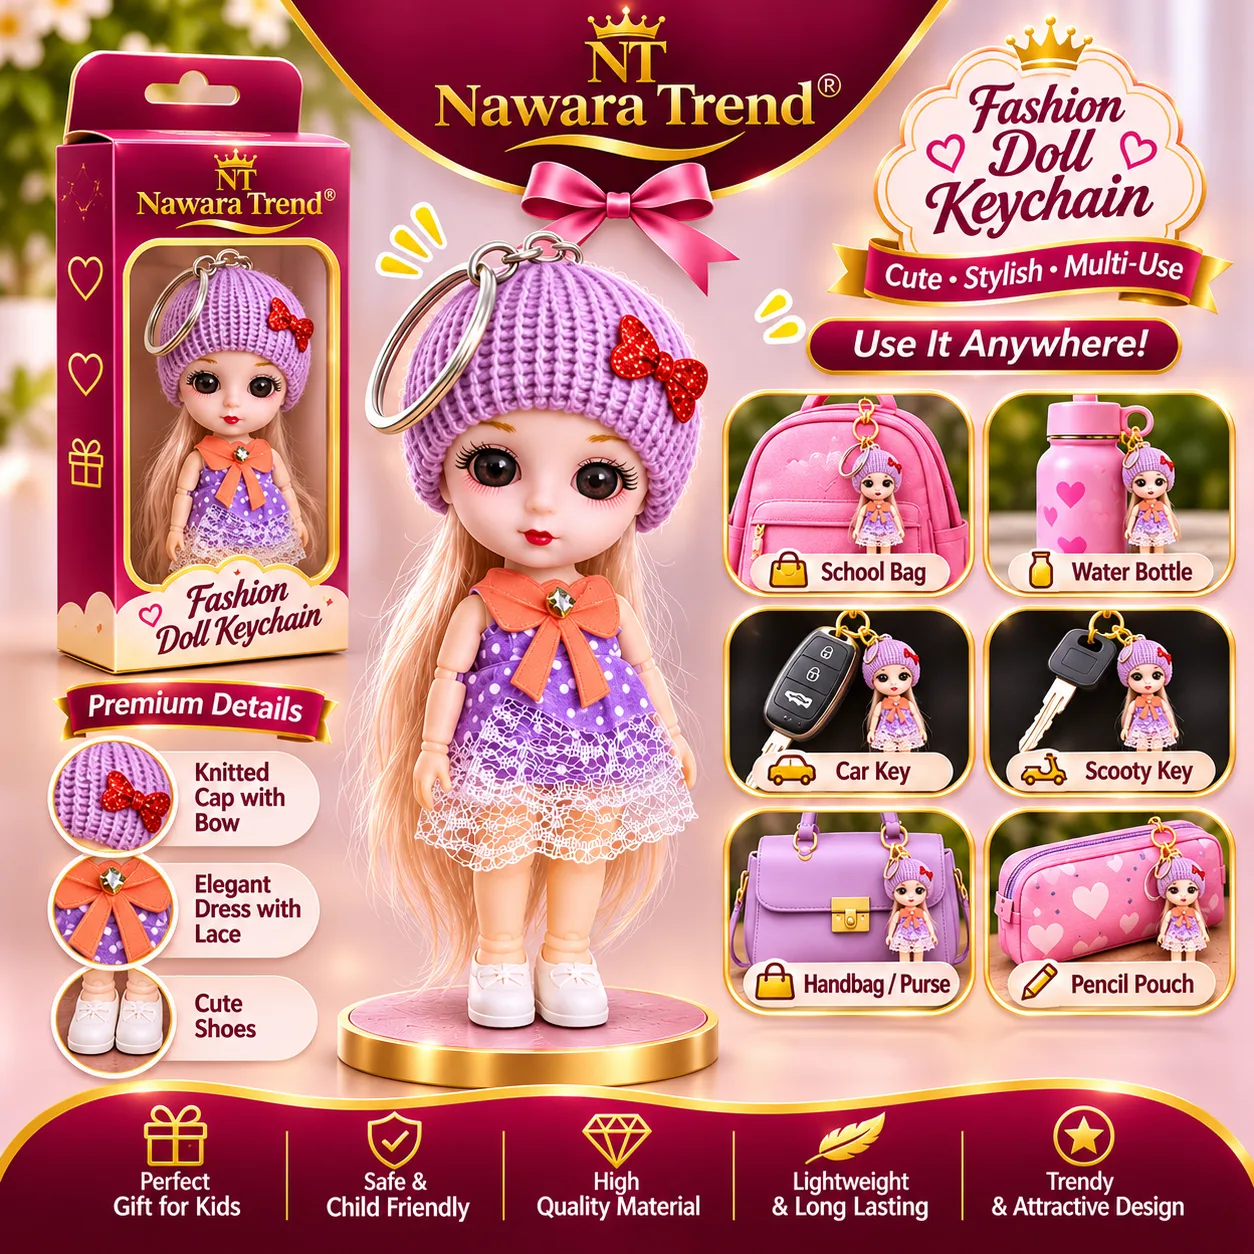 NT
Nawara Trend®
Fashion
Doll
Keychain
Cute • Stylish • Multi-Use
Use It Anywhere!
NT
Nawara Trend®
Fashion
Doll Keychain
Premium Details
Knitted
Cap with
Bow
Elegant
Dress with
Lace
Cute
Shoes
School Bag
Water Bottle
Car Key
Scooty Key
Handbag / Purse
Pencil Pouch
Perfect
Gift for Kids
Safe &
Child Friendly
High
Quality Material
Lightweight
& Long Lasting
Trendy
& Attractive Design